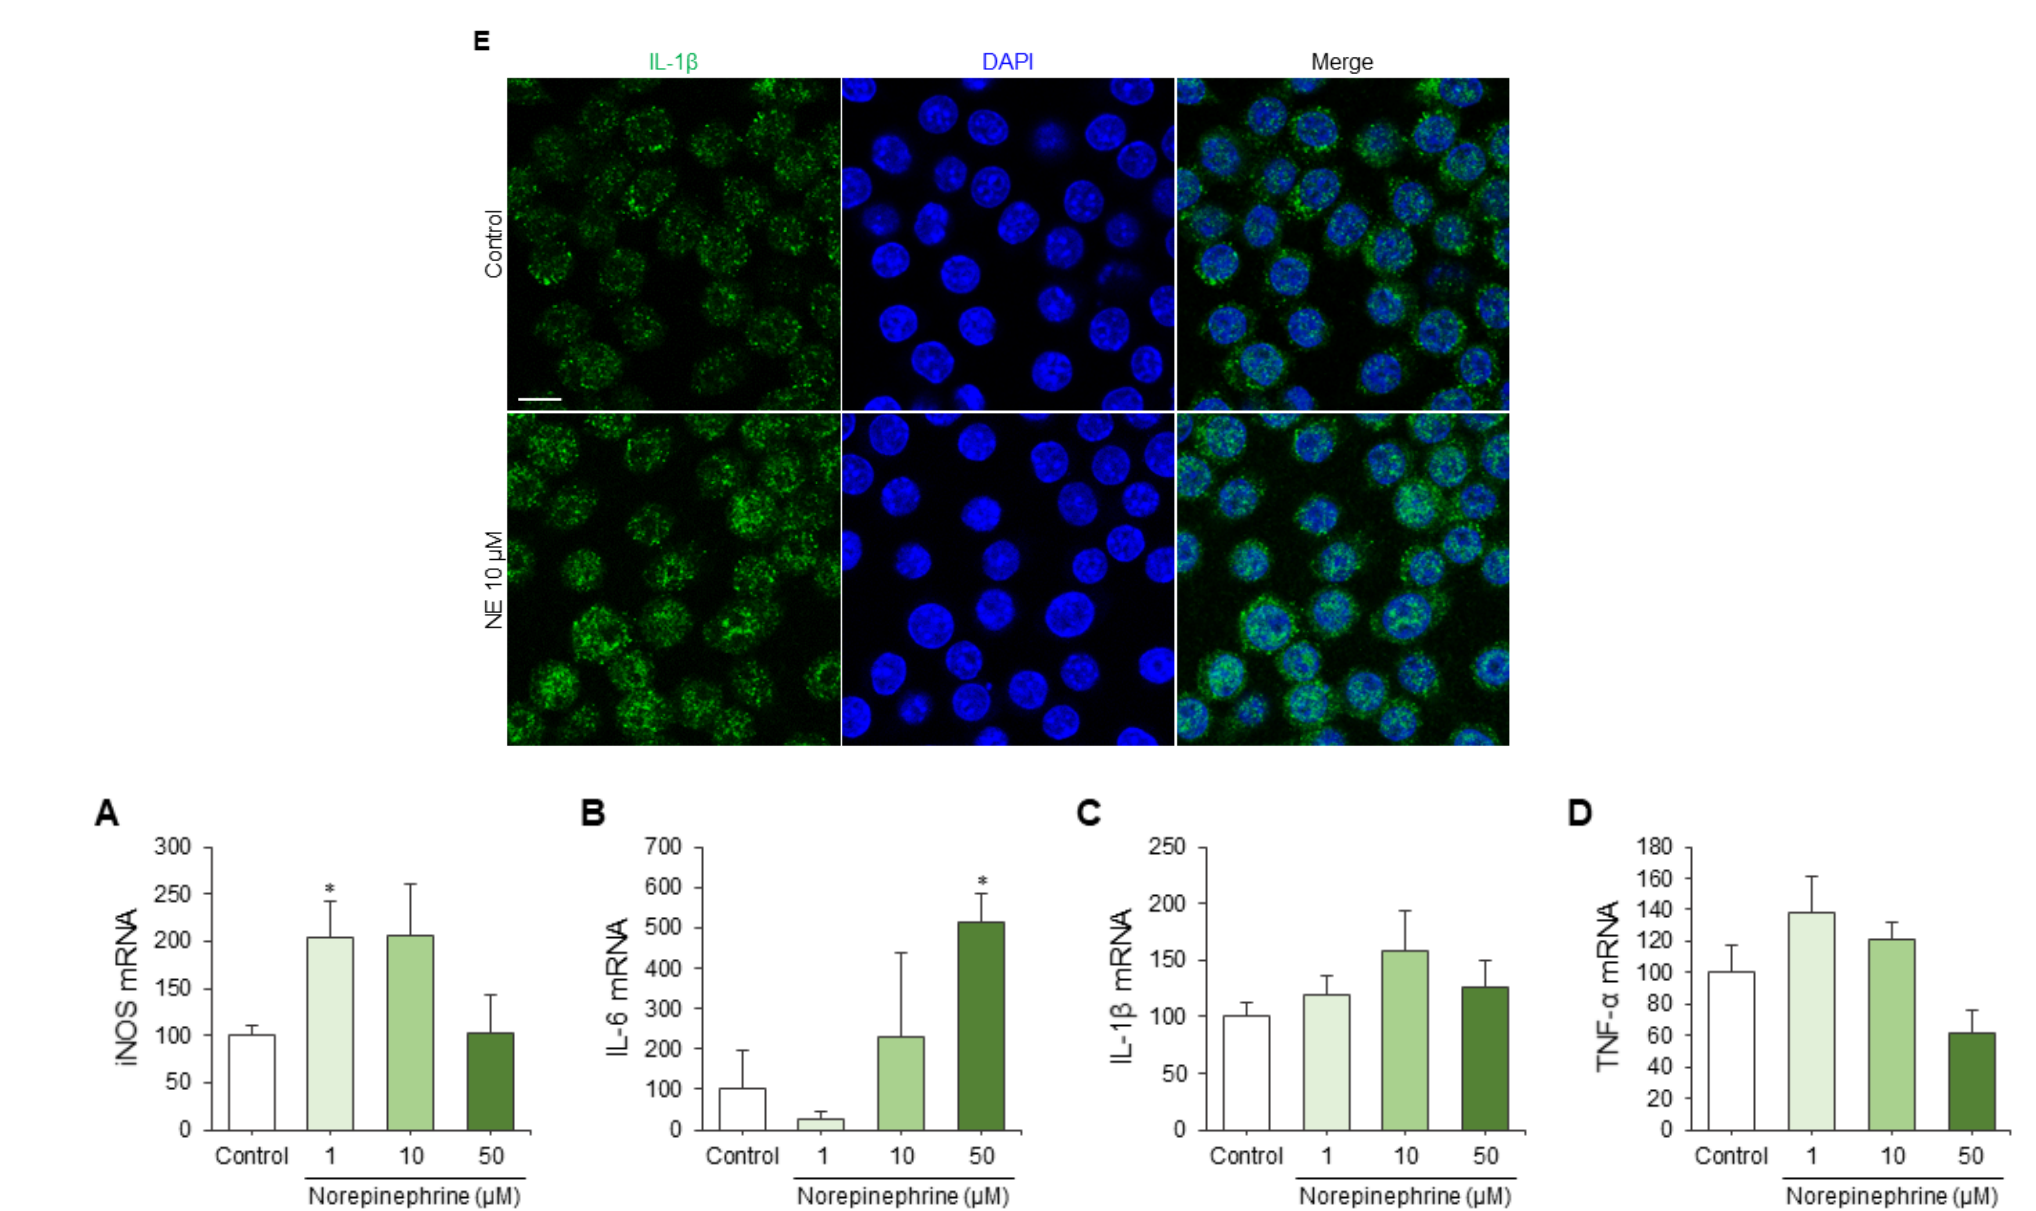 E
IL-1β DAPI Merge
Control
NE 10 µM
A
iNOS mRNA
300
250
200
150
100
50
0
*
Control 1 10 50
Norepinephrine (µM)
B
IL-6 mRNA
700
600
500
400
300
200
100
0
*
Control 1 10 50
Norepinephrine (µM)
C
IL-1β mRNA
250
200
150
100
50
0
Control 1 10 50
Norepinephrine (µM)
D
TNF-α mRNA
180
160
140
120
100
80
60
40
20
0
Control 1 10 50
Norepinephrine (µM)